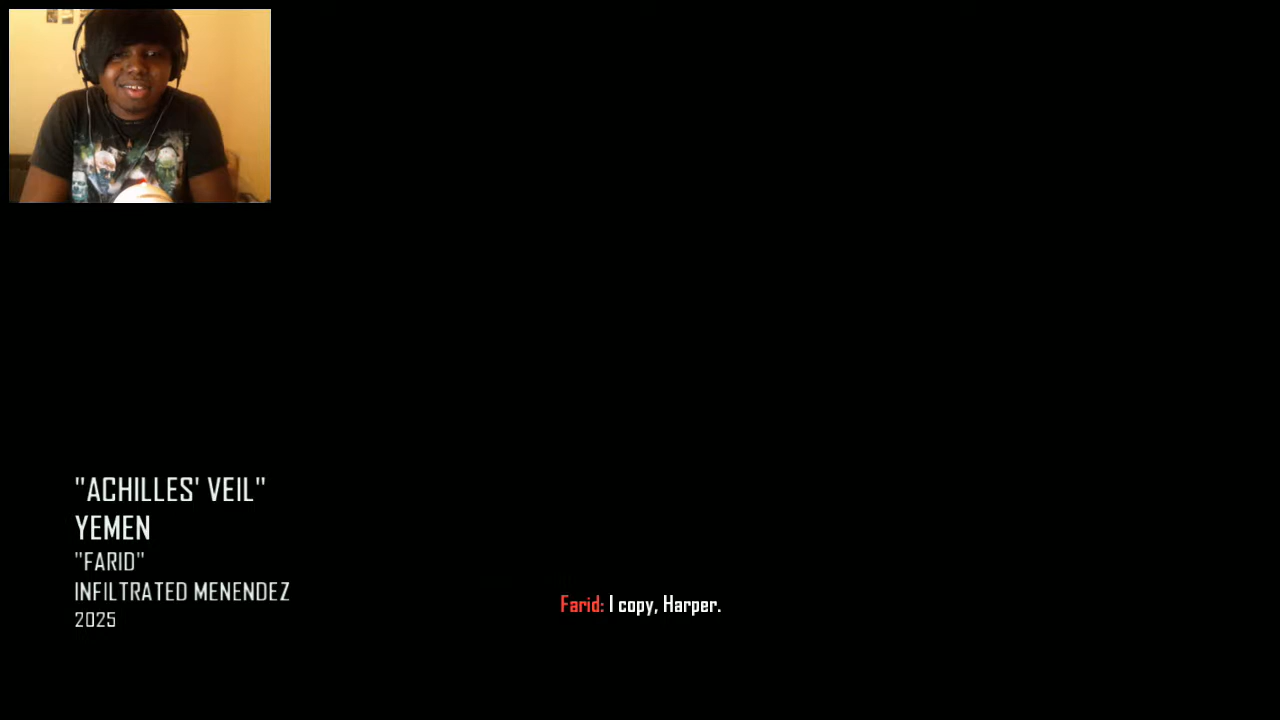 "ACHILLES' VEIL"
YEMEN
"FARID"
INFILTRATED MENENDEZ
2025
Farid: I copy, Harper.